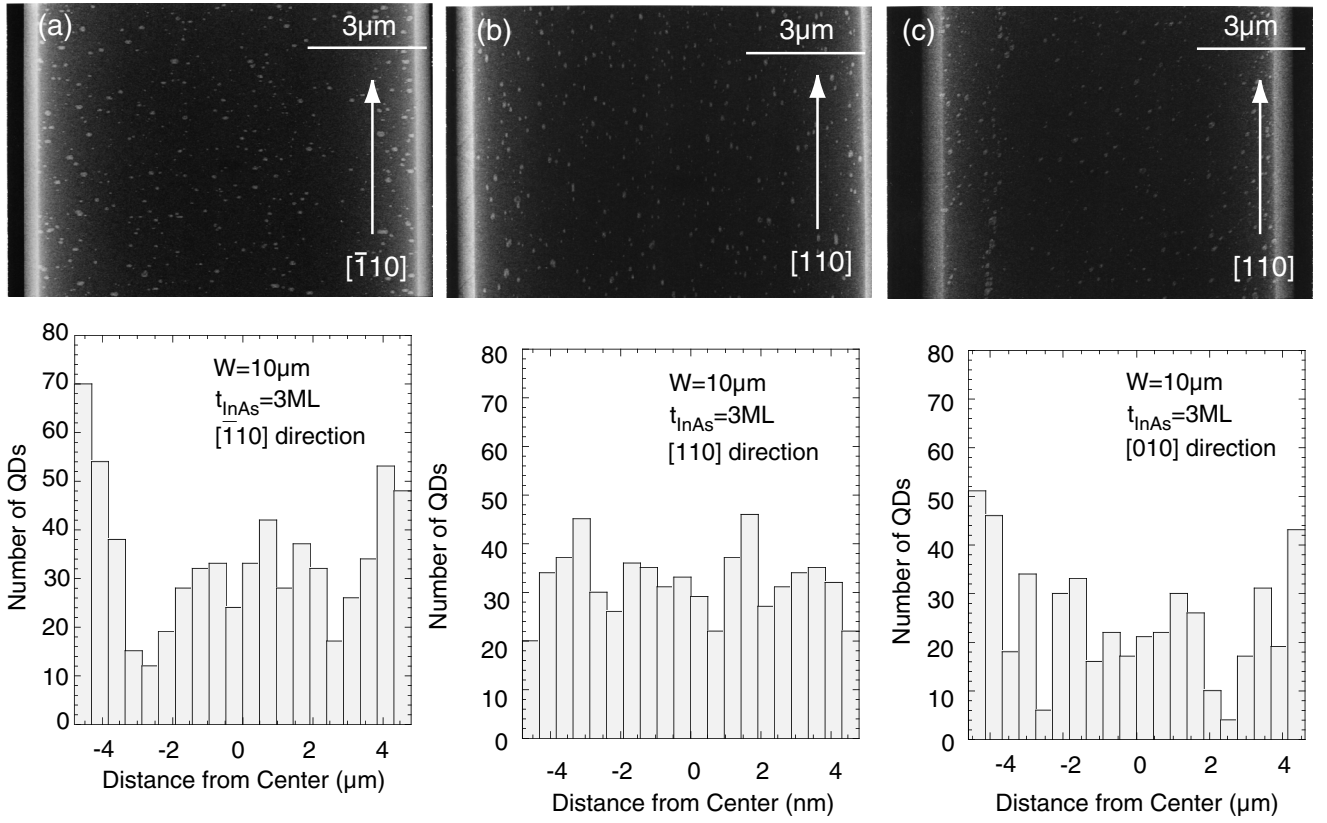 (a)
3μm
[1̄10]
(b)
3μm
[110]
(c)
3μm
[110]
80
70
60
50
40
30
20
10
0
Number of QDs
W=10μm
tInAs=3ML
[1̄10] direction
-4 -2 0 2 4
Distance from Center (μm)
80
70
60
50
40
30
20
10
0
Number of QDs
W=10μm
tInAs=3ML
[110] direction
-4 -2 0 2 4
Distance from Center (nm)
80
70
60
50
40
30
20
10
0
Number of QDs
W=10μm
tInAs=3ML
[010] direction
-4 -2 0 2 4
Distance from Center (μm)